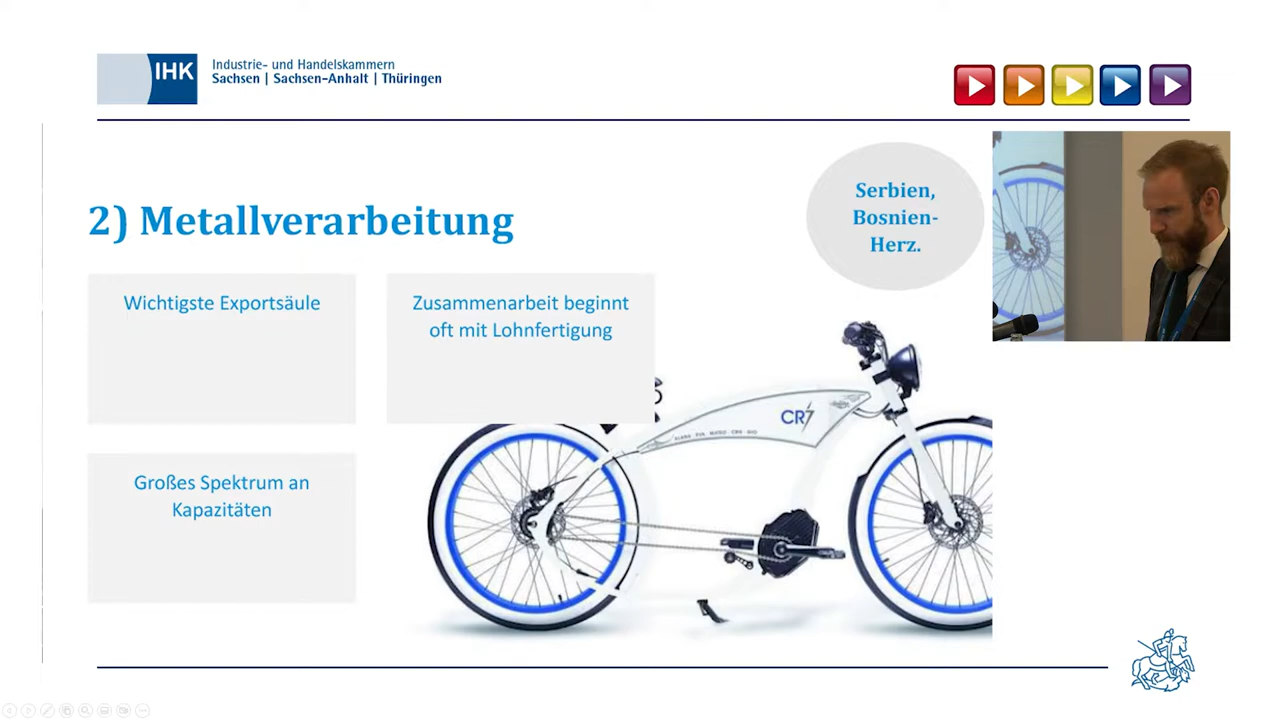 IHK
Industrie- und Handelskammern
Sachsen | Sachsen-Anhalt | Thüringen
Serbien,
Bosnien-
Herz.
2) Metallverarbeitung
Wichtigste Exportsäule
Zusammenarbeit beginnt
oft mit Lohnfertigung
CR7
Großes Spektrum an
Kapazitäten